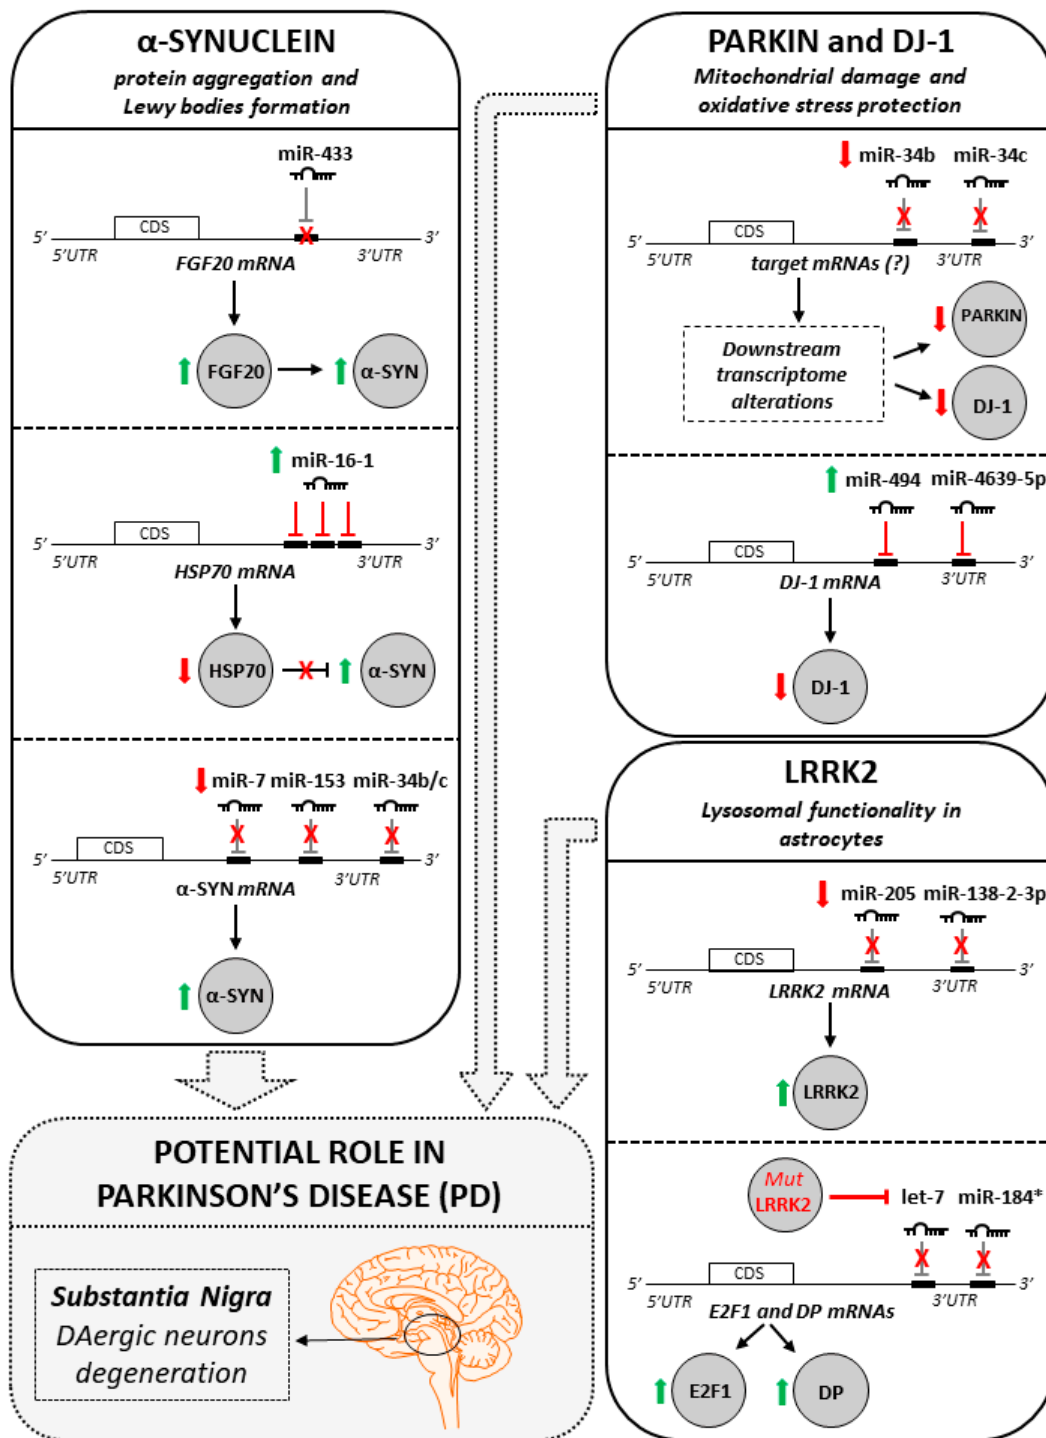 α-SYNUCLEIN
protein aggregation and
Lewy bodies formation
miR-433
CDS
5’
3’
5’UTR
3’UTR
FGF20 mRNA
FGF20
α-SYN
miR-16-1
CDS
5’
3’
5’UTR
3’UTR
HSP70 mRNA
HSP70
X
α-SYN
miR-7 miR-153 miR-34b/c
X X X
CDS
5’
3’
5’UTR
3’UTR
α-SYN mRNA
α-SYN
PARKIN and DJ-1
Mitochondrial damage and
oxidative stress protection
miR-34b miR-34c
X X
CDS
5’
3’
5’UTR
3’UTR
target mRNAs (?)
Downstream
transcriptome
alterations
PARKIN
DJ-1
miR-494 miR-4639-5p
CDS
5’
3’
5’UTR
3’UTR
DJ-1 mRNA
DJ-1
LRRK2
Lysosomal functionality in
astrocytes
miR-205 miR-138-2-3p
X X
CDS
5’
3’
5’UTR
3’UTR
LRRK2 mRNA
LRRK2
Mut
LRRK2
let-7 miR-184*
X X
CDS
5’
3’
5’UTR
3’UTR
E2F1 and DP mRNAs
E2F1
DP
POTENTIAL ROLE IN
PARKINSON’S DISEASE (PD)
Substantia Nigra
DAergic neurons
degeneration